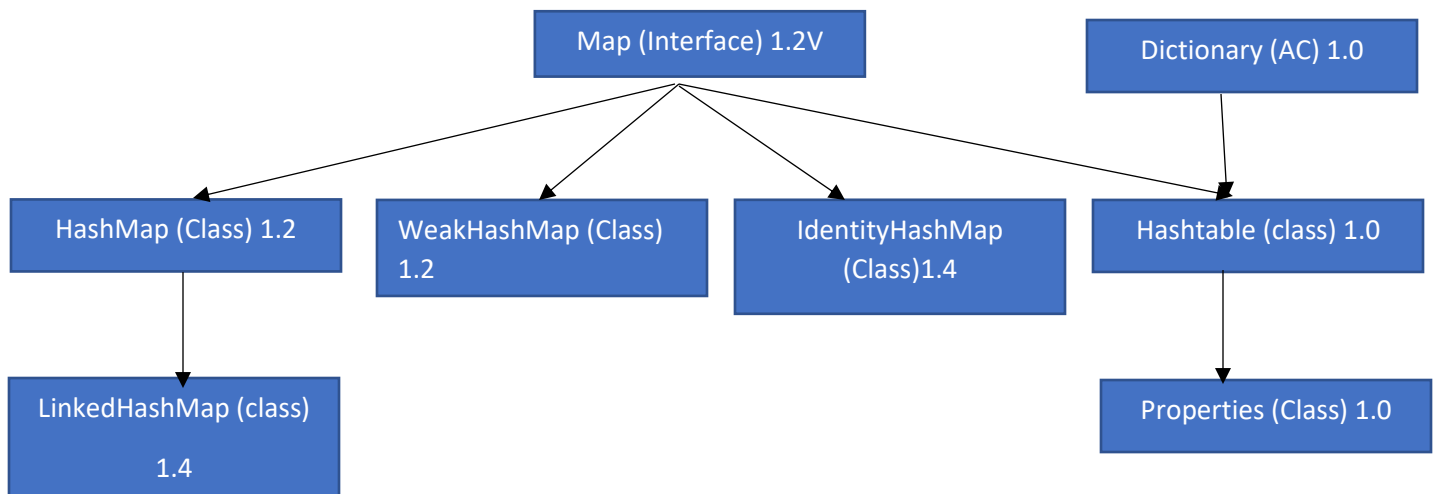 Map (Interface) 1.2V
Dictionary (AC) 1.0
HashMap (Class) 1.2
WeakHashMap (Class)
1.2
IdentityHashMap
(Class)1.4
Hashtable (class) 1.0
LinkedHashMap (class)
1.4
Properties (Class) 1.0